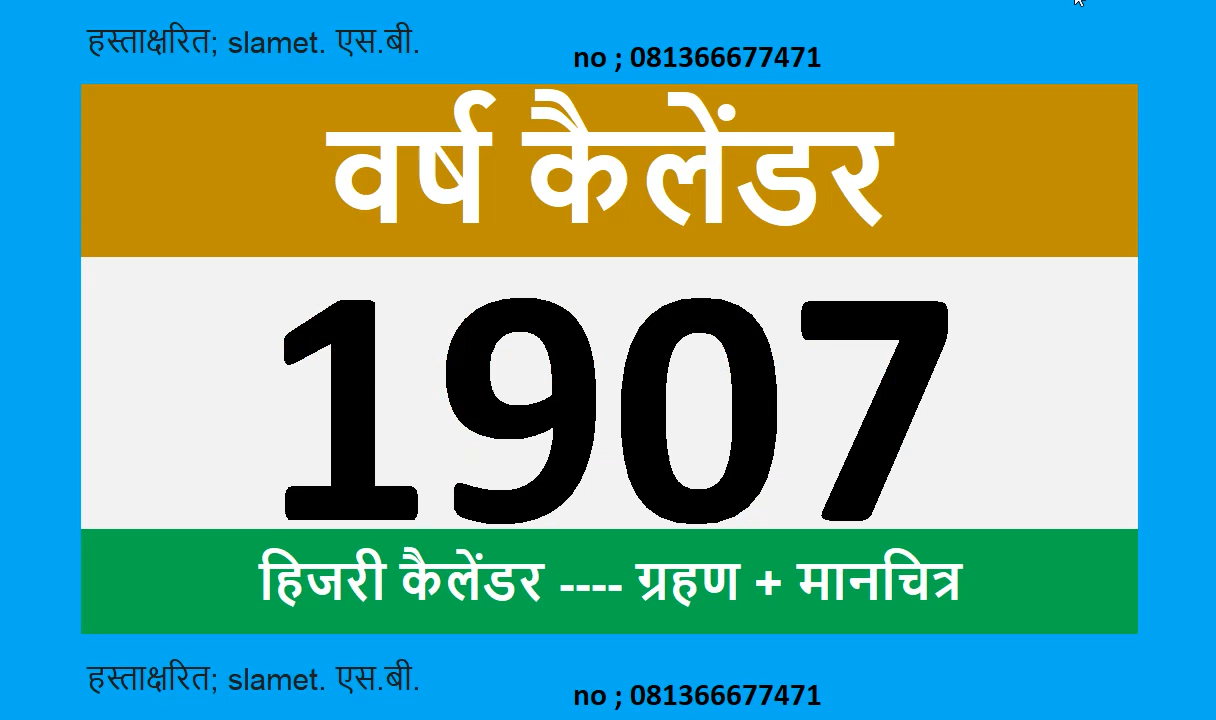 हस्ताक्षरित; slamet. एस.बी.
no ; 081366677471
वर्ष कैलेंडर
1907
हिजरी कैलेंडर ---- ग्रहण + मानचित्र
हस्ताक्षरित; slamet. एस.बी.
no ; 081366677471